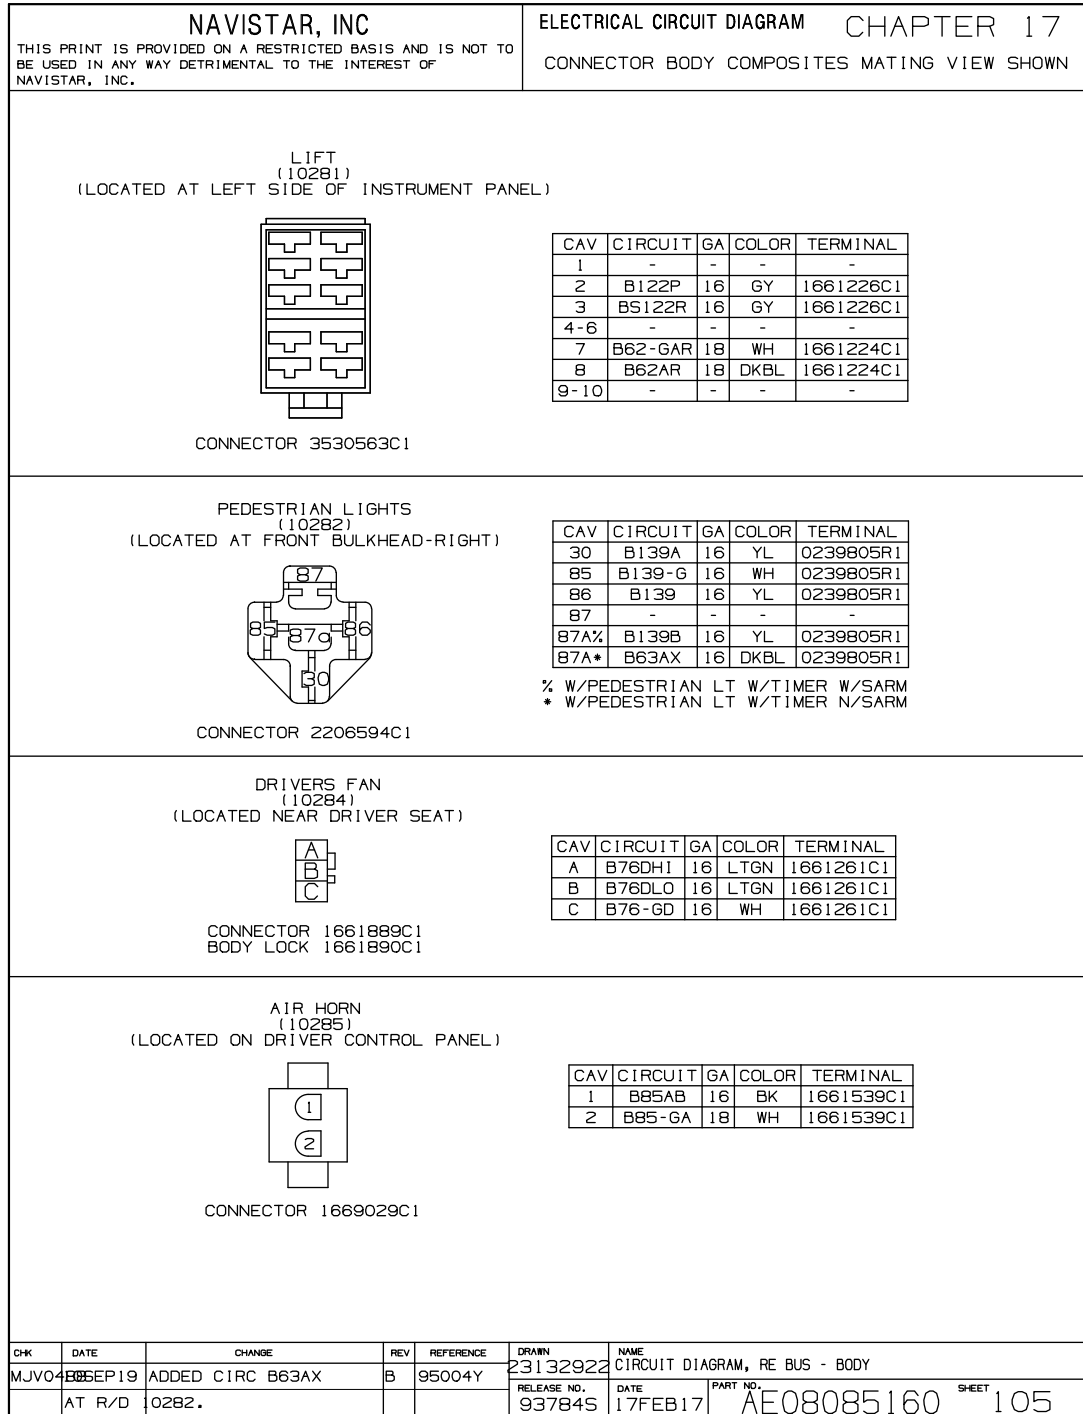 NAVISTAR, INC
THIS PRINT IS PROVIDED ON A RESTRICTED BASIS AND IS NOT TO
BE USED IN ANY WAY DETRIMENTAL TO THE INTEREST OF
NAVISTAR, INC.
ELECTRICAL CIRCUIT DIAGRAM CHAPTER 17
CONNECTOR BODY COMPOSITES MATING VIEW SHOWN
LIFT
(10281)
(LOCATED AT LEFT SIDE OF INSTRUMENT PANEL)
CONNECTOR 3530563C1
CAV CIRCUIT GA COLOR TERMINAL
1 - - - -
2 B122P 16 GY 1661226C1
3 BS122R 16 GY 1661226C1
4-6 - - - -
7 B62-GAR 18 WH 1661224C1
8 B62AR 18 DKBL 1661224C1
9-10 - - - -
PEDESTRIAN LIGHTS
(10282)
(LOCATED AT FRONT BULKHEAD-RIGHT)
87
85 87a 86
30
CONNECTOR 2206594C1
CAV CIRCUIT GA COLOR TERMINAL
30 B139A 16 YL 0239805R1
85 B139-G 16 WH 0239805R1
86 B139 16 YL 0239805R1
87 - - - -
87A% B139B 16 YL 0239805R1
87A* B63AX 16 DKBL 0239805R1
% W/PEDESTRIAN LT W/TIMER W/SARM
* W/PEDESTRIAN LT W/TIMER N/SARM
DRIVERS FAN
(10284)
(LOCATED NEAR DRIVER SEAT)
A
B
C
CONNECTOR 1661889C1
BODY LOCK 1661890C1
CAV CIRCUIT GA COLOR TERMINAL
A B76DHI 16 LTGN 1661261C1
B B76DLO 16 LTGN 1661261C1
C B76-GD 16 WH 1661261C1
AIR HORN
(10285)
(LOCATED ON DRIVER CONTROL PANEL)
1
2
CONNECTOR 1669029C1
CAV CIRCUIT GA COLOR TERMINAL
1 B85AB 16 BK 1661539C1
2 B85-GA 18 WH 1661539C1
CHK DATE CHANGE REV REFERENCE
ADDED CIRC B63AX B 95004Y
AT R/D 10282.
DRAWN
23132922
NAME
CIRCUIT DIAGRAM, RE BUS - BODY
RELEASE NO.
93784S
DATE
17FEB17
PART NO.
AE08085160
SHEET
105